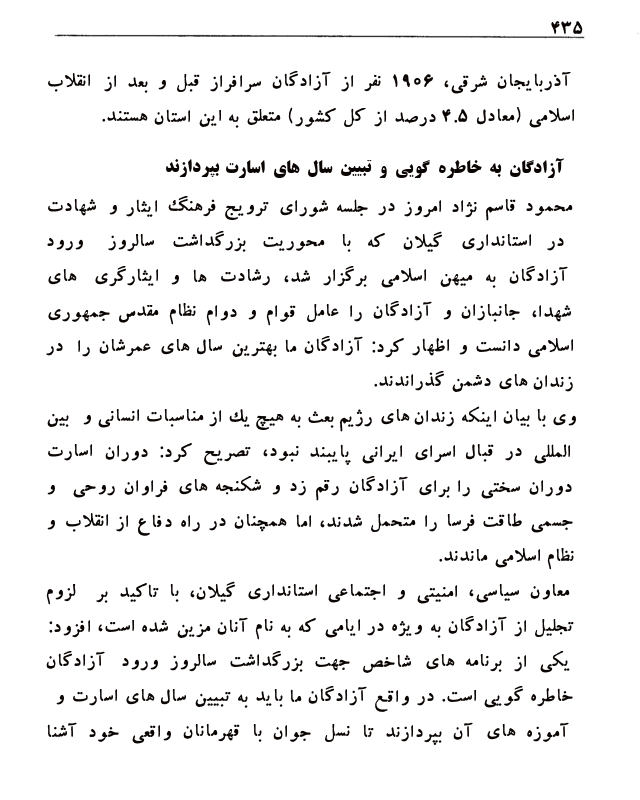 ۴۳۵
آذربایجان شرقی، ۱۹۰۶ نفر از آزادگان سرافراز قبل و بعد از انقلاب
اسلامی (معادل ۴.۵ درصد از کل کشور) متعلق به این استان هستند.
آزادگان به خاطره گویی و تبیین سال های اسارت بپردازند
محمود قاسم نژاد امروز در جلسه شورای ترویج فرهنگ ایثار و شهادت
در استانداری گیلان که با محوریت بزرگداشت سالروز ورود
آزادگان به میهن اسلامی برگزار شد، رشادت ها و ایثارگری های
شهدا، جانبازان و آزادگان را عامل قوام و دوام نظام مقدس جمهوری
اسلامی دانست و اظهار کرد: آزادگان ما بهترین سال های عمرشان را در
زندان های دشمن گذراندند.
وی با بیان اینکه زندان های رژیم بعث به هیچ یك از مناسبات انسانی و بین
المللی در قبال اسرای ایرانی پایبند نبود، تصریح کرد: دوران اسارت
دوران سختی را برای آزادگان رقم زد و شکنجه های فراوان روحی و
جسمی طاقت فرسا را متحمل شدند، اما همچنان در راه دفاع از انقلاب و
نظام اسلامی ماندند.
معاون سیاسی، امنیتی و اجتماعی استانداری گیلان، با تاکید بر لزوم
تجلیل از آزادگان به ویژه در ایامی که به نام آنان مزین شده است، افزود:
یکی از برنامه های شاخص جهت بزرگداشت سالروز ورود آزادگان
خاطره گویی است. در واقع آزادگان ما باید به تبیین سال های اسارت و
آموزه های آن بپردازند تا نسل جوان با قهرمانان واقعی خود آشنا